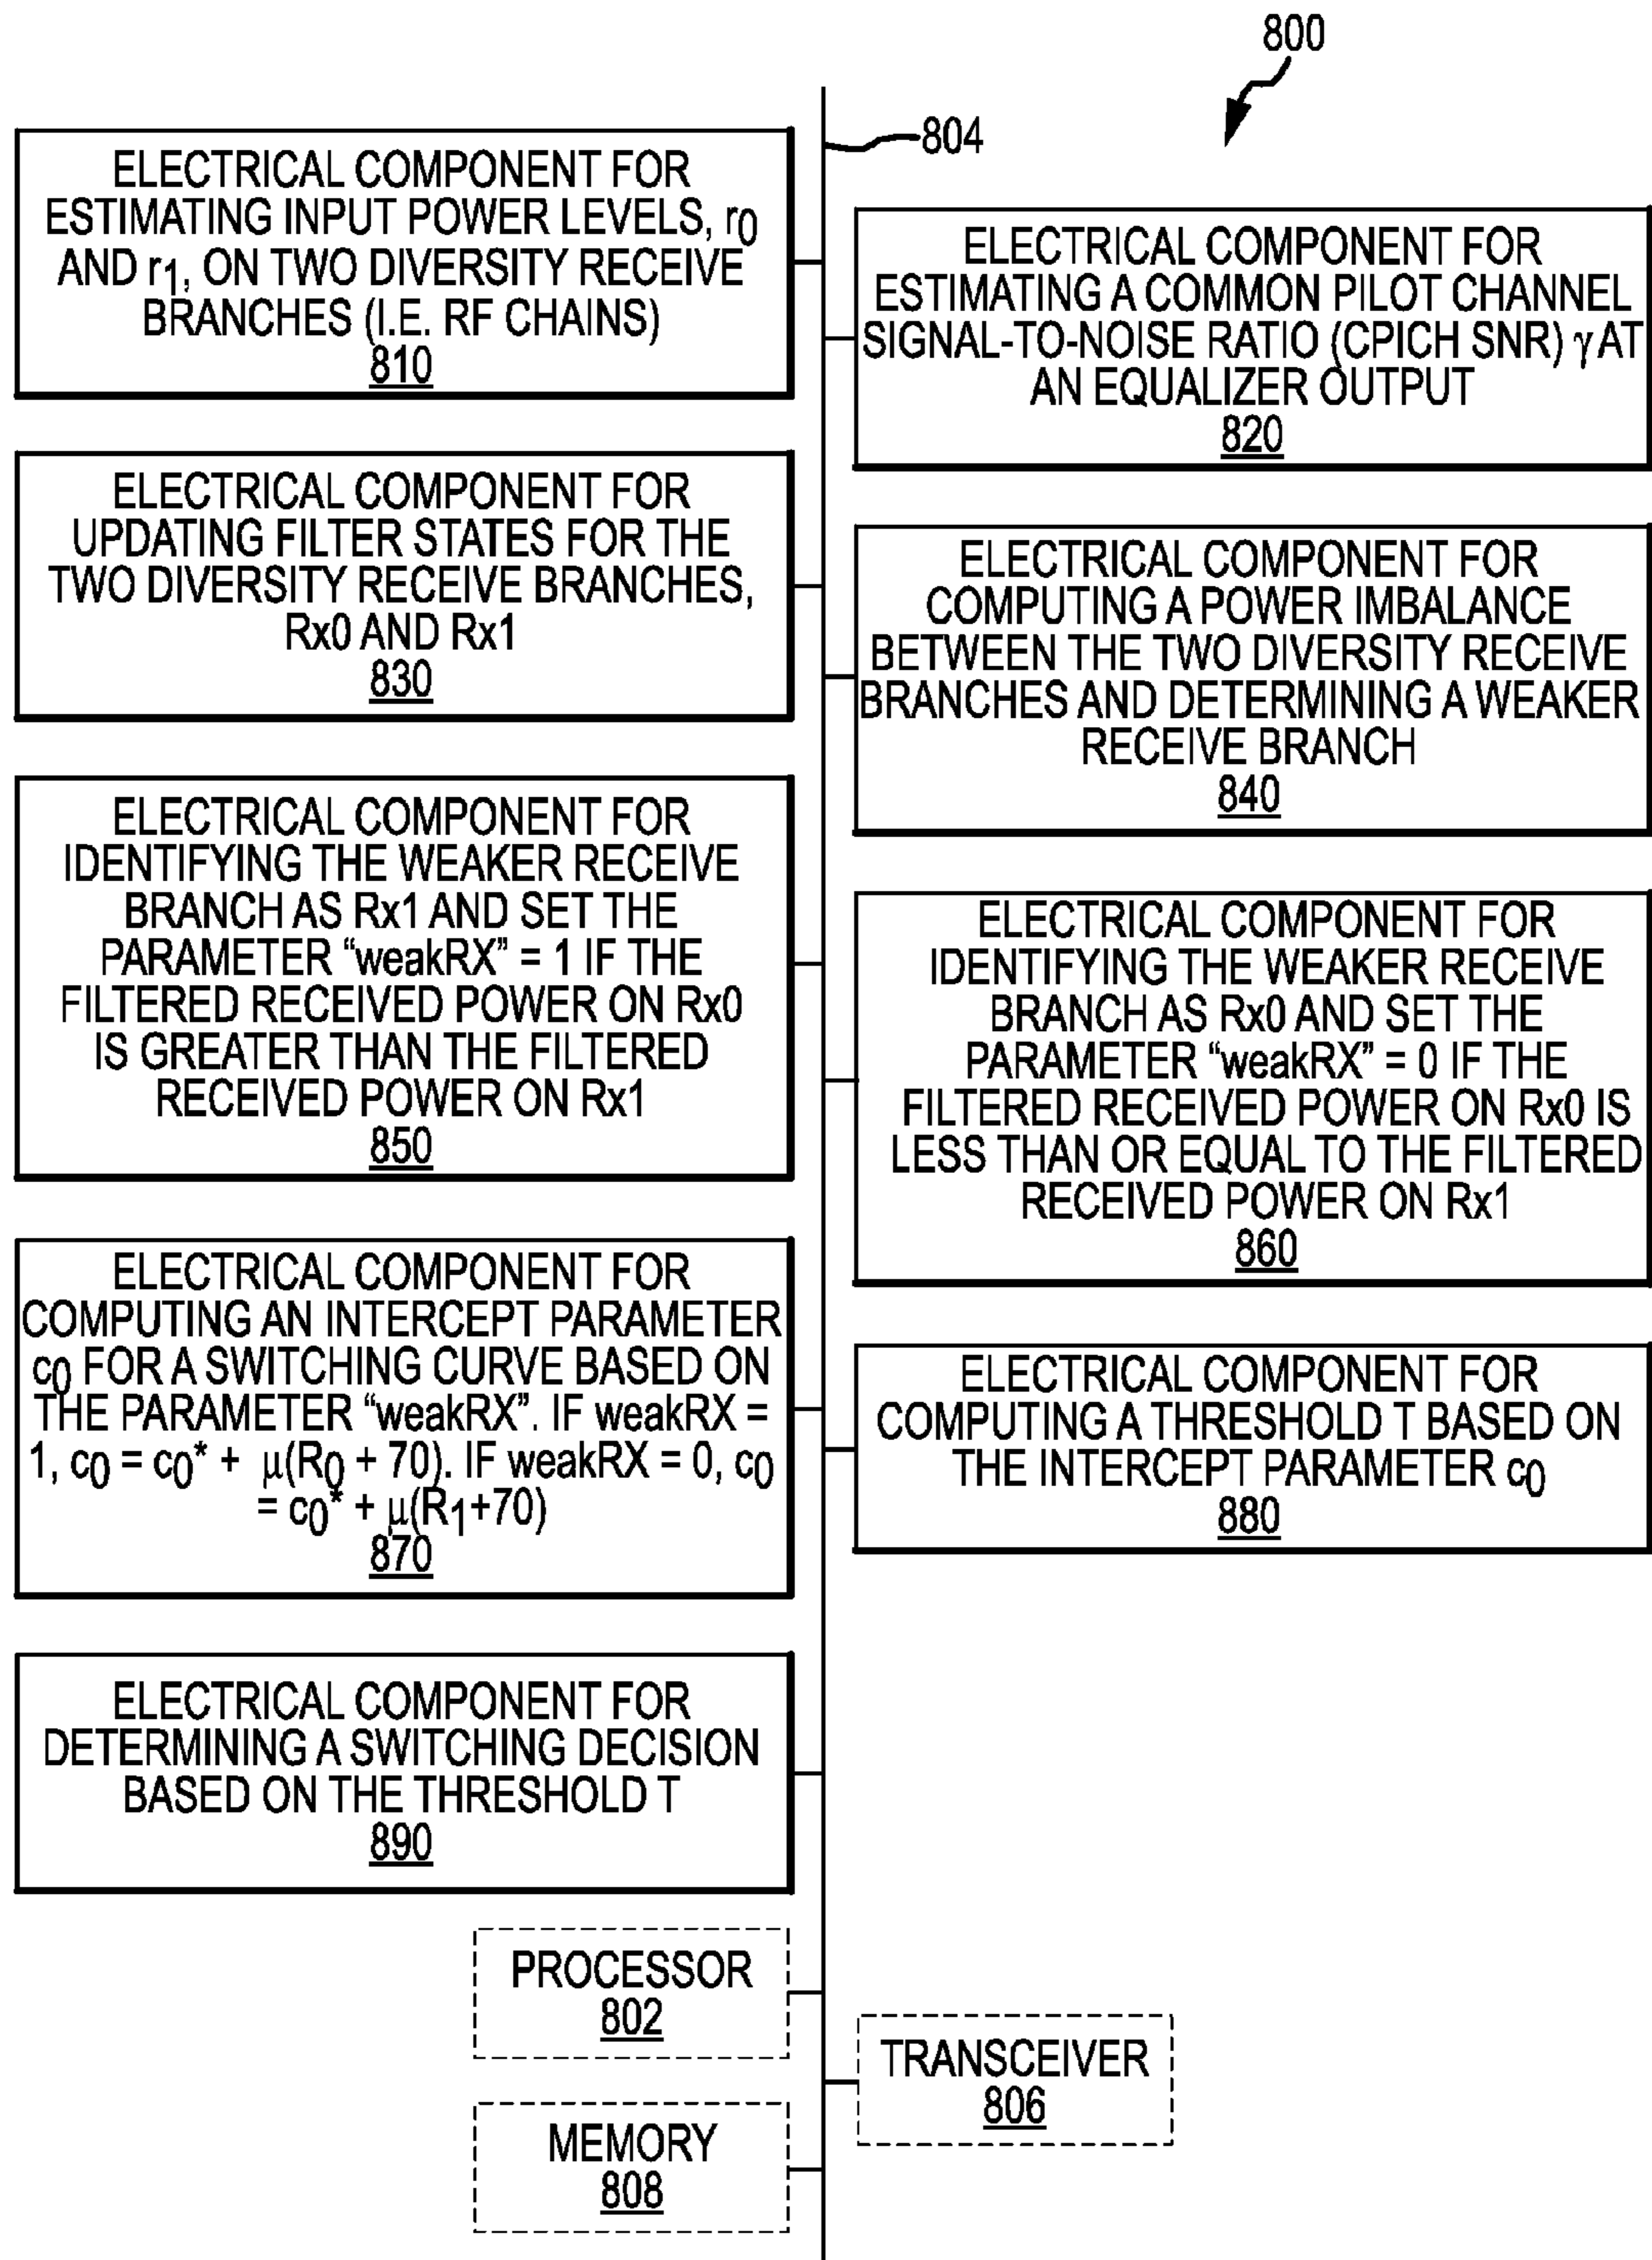 800
804
ELECTRICAL COMPONENT FOR
ESTIMATING INPUT POWER LEVELS, r0
AND r1, ON TWO DIVERSITY RECEIVE
BRANCHES (I.E. RF CHAINS)
810
ELECTRICAL COMPONENT FOR
ESTIMATING A COMMON PILOT CHANNEL
SIGNAL-TO-NOISE RATIO (CPICH SNR) γ AT
AN EQUALIZER OUTPUT
820
ELECTRICAL COMPONENT FOR
UPDATING FILTER STATES FOR THE
TWO DIVERSITY RECEIVE BRANCHES,
Rx0 AND Rx1
830
ELECTRICAL COMPONENT FOR
COMPUTING A POWER IMBALANCE
BETWEEN THE TWO DIVERSITY RECEIVE
BRANCHES AND DETERMINING A WEAKER
RECEIVE BRANCH
840
ELECTRICAL COMPONENT FOR
IDENTIFYING THE WEAKER RECEIVE
BRANCH AS Rx1 AND SET THE
PARAMETER “weakRX” = 1 IF THE
FILTERED RECEIVED POWER ON Rx0
IS GREATER THAN THE FILTERED
RECEIVED POWER ON Rx1
850
ELECTRICAL COMPONENT FOR
IDENTIFYING THE WEAKER RECEIVE
BRANCH AS Rx0 AND SET THE
PARAMETER “weakRX” = 0 IF THE
FILTERED RECEIVED POWER ON Rx0 IS
LESS THAN OR EQUAL TO THE FILTERED
RECEIVED POWER ON Rx1
860
ELECTRICAL COMPONENT FOR
COMPUTING AN INTERCEPT PARAMETER
c0 FOR A SWITCHING CURVE BASED ON
THE PARAMETER “weakRX”. IF weakRX =
1, c0 = c0* + μ(R0 + 70). IF weakRX = 0, c0
= c0* + μ(R1+70)
870
ELECTRICAL COMPONENT FOR
COMPUTING A THRESHOLD T BASED ON
THE INTERCEPT PARAMETER c0
880
ELECTRICAL COMPONENT FOR
DETERMINING A SWITCHING DECISION
BASED ON THE THRESHOLD T
890
PROCESSOR
802
TRANSCEIVER
806
MEMORY
808